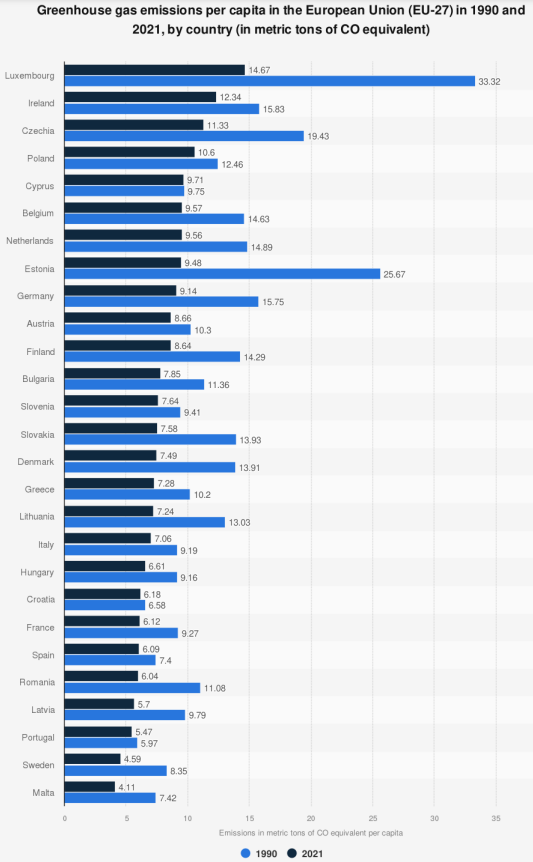 Greenhouse gas emissions per capita in the European Union (EU-27) in 1990 and
2021, by country (in metric tons of CO equivalent)
Luxembourg 14.67
33.32
Ireland 12.34
15.83
Czechia 11.33
19.43
Poland 10.6
12.46
Cyprus 9.71
9.75
Belgium 9.57
14.63
Netherlands 9.56
14.89
Estonia 9.48
25.67
Germany 9.14
15.75
Austria 8.66
10.3
Finland 8.64
14.29
Bulgaria 7.85
11.36
Slovenia 7.64
9.41
Slovakia 7.58
13.93
Denmark 7.49
13.91
Greece 7.28
10.2
Lithuania 7.24
13.03
Italy 7.06
9.19
Hungary 6.61
9.16
Croatia 6.18
6.58
France 6.12
9.27
Spain 6.09
7.4
Romania 6.04
11.08
Latvia 5.7
9.79
Portugal 5.47
5.97
Sweden 4.59
8.35
Malta 4.11
7.42
0 5 10 15 20 25 30 35
Emissions in metric tons of CO equivalent per capita
1990 2021